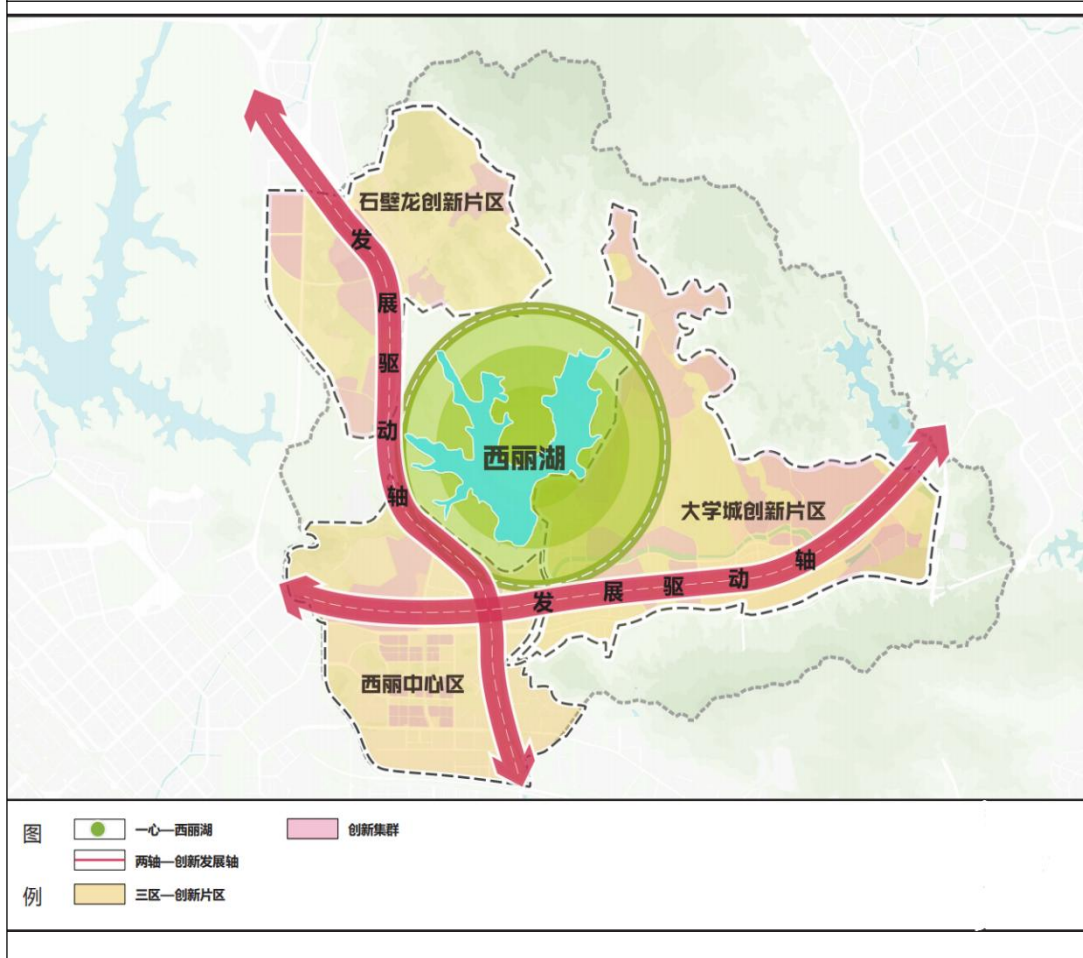 石壁龙创新片区
发展驱动轴
西丽湖
大学城创新片区
发展驱动轴
西丽中心区
图例
一心—西丽湖
创新集群
两轴—创新发展轴
三区—创新片区